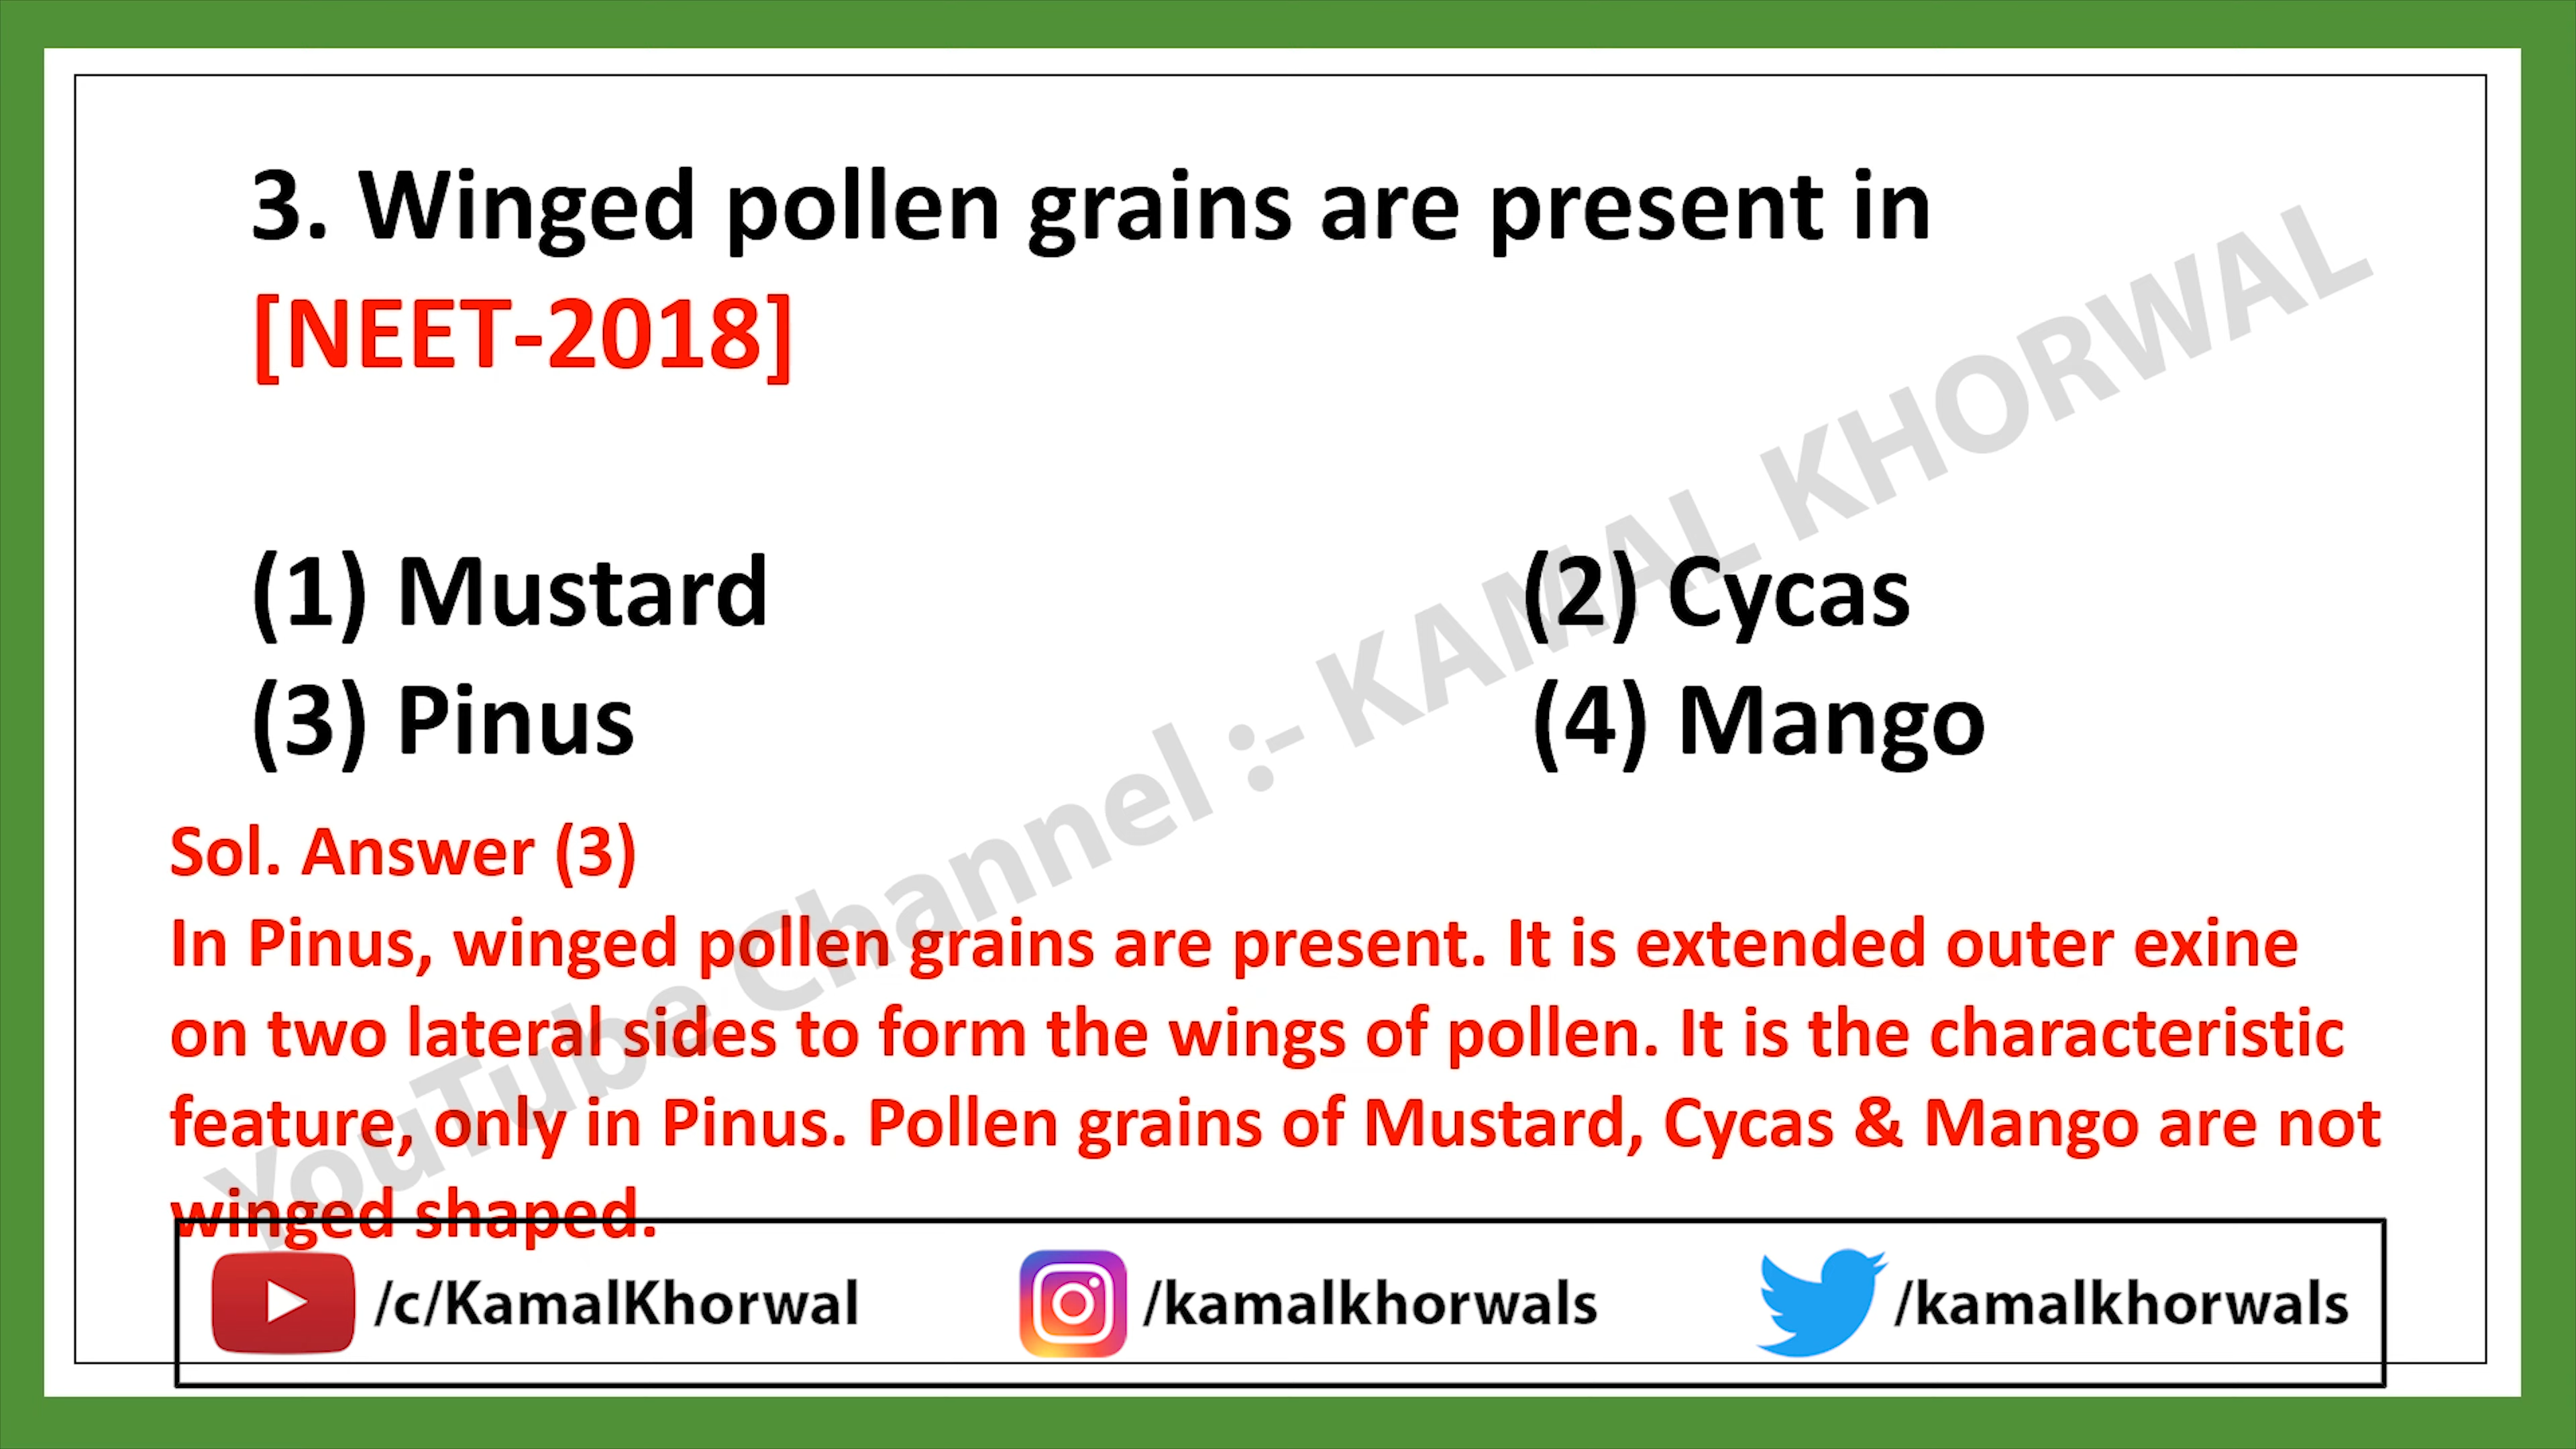 3. Winged pollen grains are present in
[NEET-2018]
(1) Mustard (2) Cycas
(3) Pinus (4) Mango
Sol. Answer (3)
In Pinus, winged pollen grains are present. It is extended outer exine
on two lateral sides to form the wings of pollen. It is the characteristic
feature, only in Pinus. Pollen grains of Mustard, Cycas & Mango are not
winged shaped.
YouTube Channel :- KAMAL KHORWAL
/c/KamalKhorwal /kamalkhorwals /kamalkhorwals